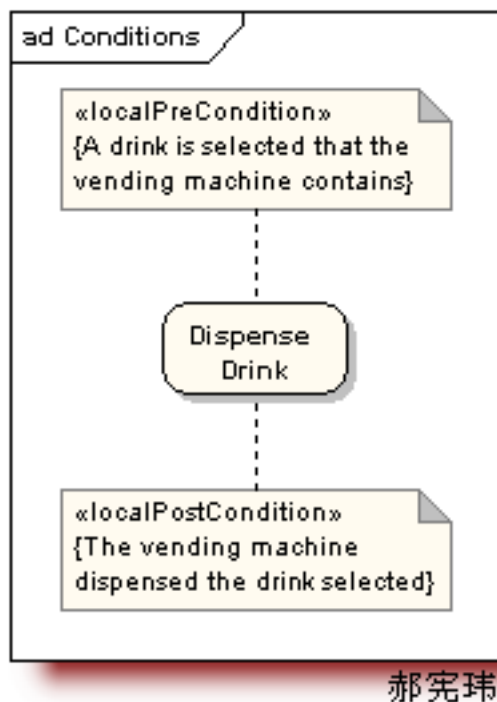 ad Conditions
«localPreCondition»
{A drink is selected that the
vending machine contains}
Dispense
Drink
«localPostCondition»
{The vending machine
dispensed the drink selected}
郝宪玮